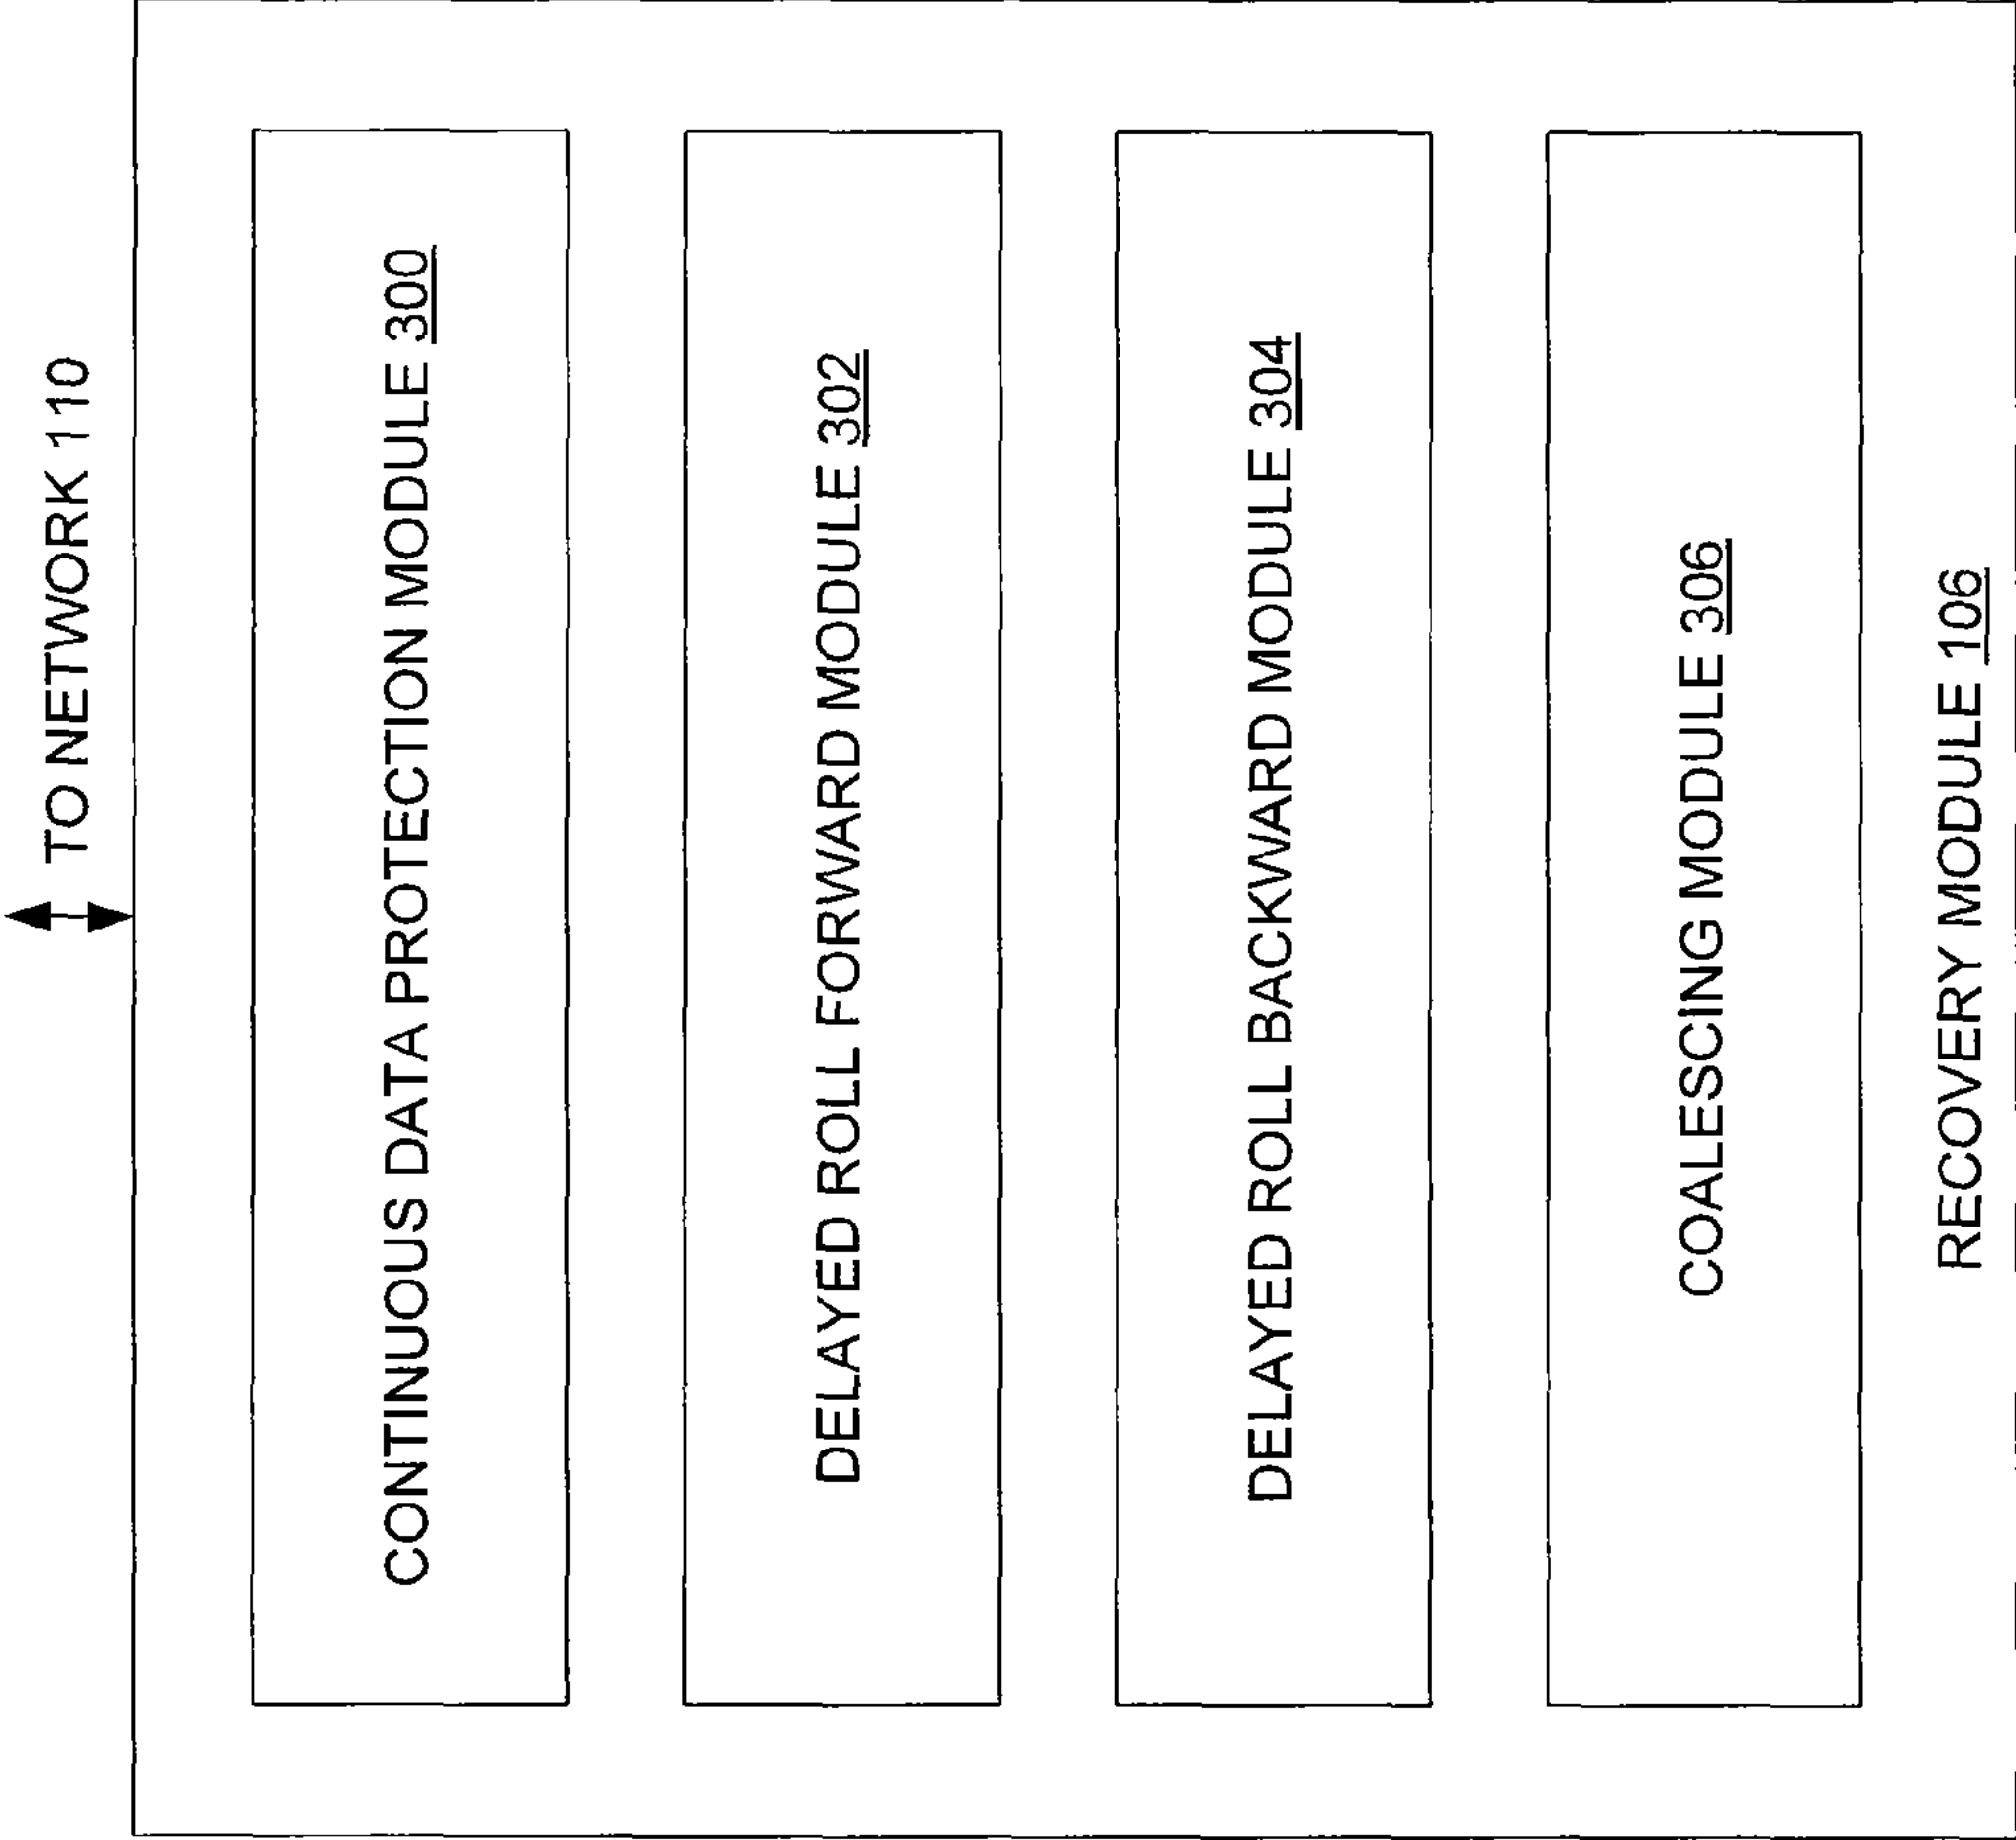 TO NETWORK 110
CONTINUOUS DATA PROTECTION MODULE 300
DELAYED ROLL FORWARD MODULE 302
DELAYED ROLL BACKWARD MODULE 304
COALESCING MODULE 306
RECOVERY MODULE 106